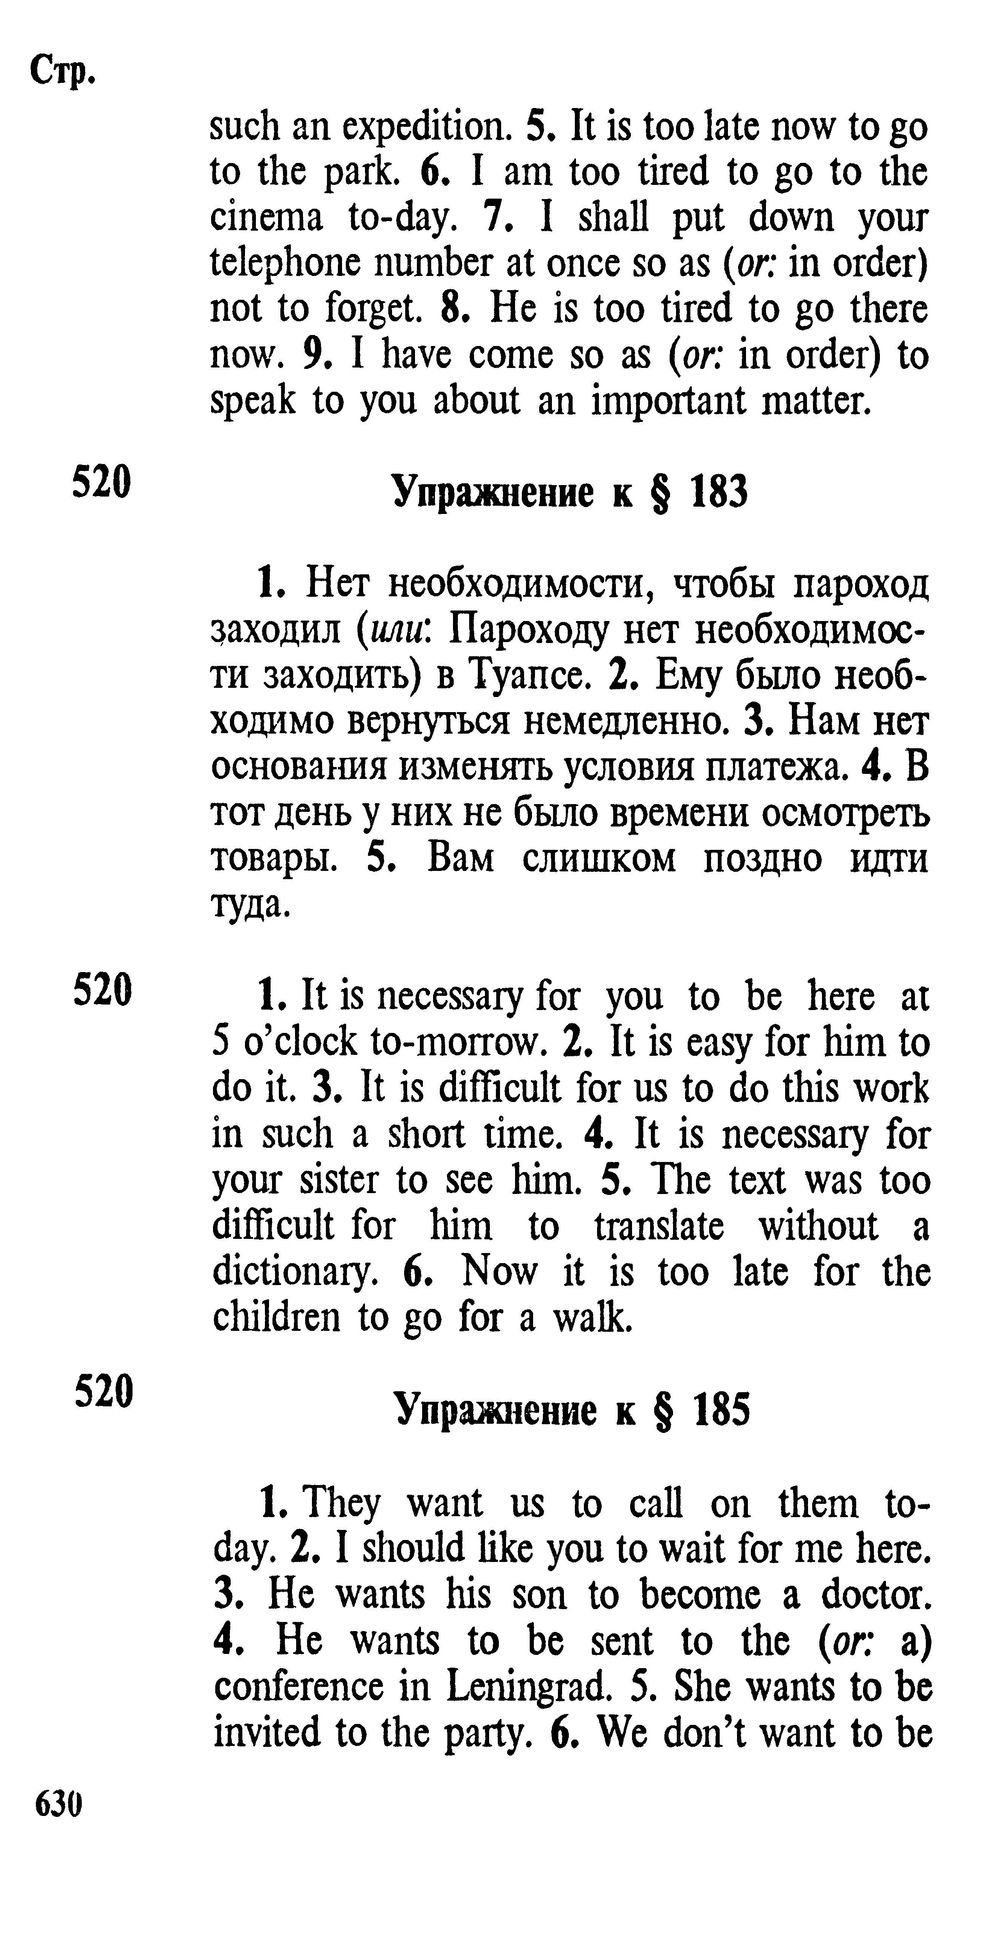 Стр.
such an expedition. 5. It is too late now to go
to the park. 6. I am too tired to go to the
cinema to-day. 7. I shall put down your
telephone number at once so as (or: in order)
not to forget. 8. He is too tired to go there
now. 9. I have come so as (or: in order) to
speak to you about an important matter.
520 Упражнение к § 183
1. Нет необходимости, чтобы пароход
заходил (или: Пароходу нет необходимос-
ти заходить) в Туапсе. 2. Ему было необ-
ходимо вернуться немедленно. 3. Нам нет
основания изменять условия платежа. 4. В
тот день у них не было времени осмотреть
товары. 5. Вам слишком поздно идти
туда.
520 1. It is necessary for you to be here at
5 o’clock to-morrow. 2. It is easy for him to
do it. 3. It is difficult for us to do this work
in such a short time. 4. It is necessary for
your sister to see him. 5. The text was too
difficult for him to translate without a
dictionary. 6. Now it is too late for the
children to go for a walk.
520 Упражнение к § 185
1. They want us to call on them to-
day. 2. I should like you to wait for me here.
3. He wants his son to become a doctor.
4. He wants to be sent to the (or: a)
conference in Leningrad. 5. She wants to be
invited to the party. 6. We don’t want to be
630